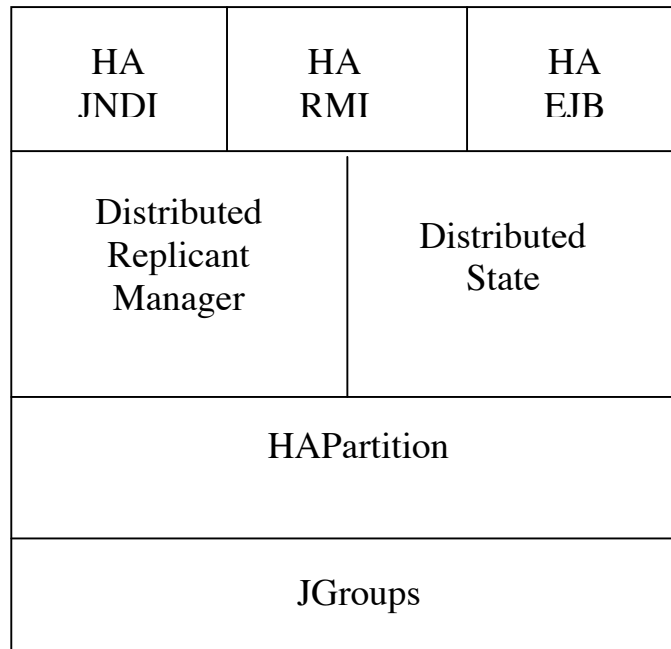 HA HA HA
JNDI RMI EJB
Distributed
Replicant
Manager
Distributed
State
HAPartition
JGroups